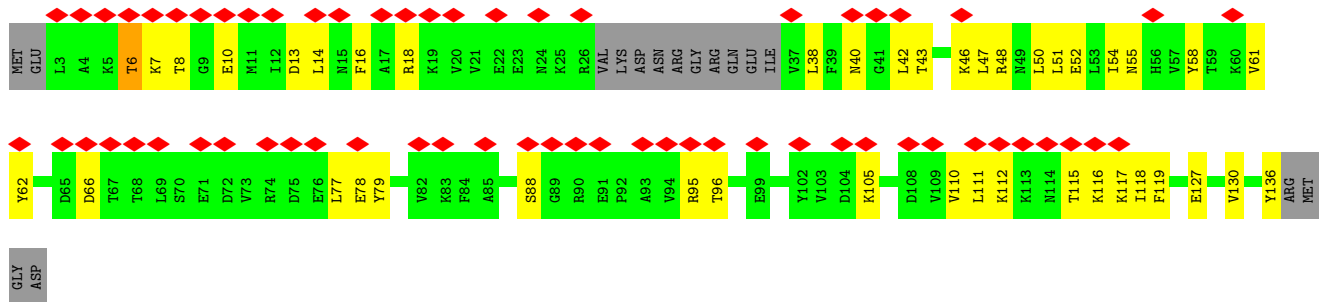 MET GLU L3 A4 K5 T6 K7 T8 G9 E10 M11 I12 D13 L14 N15 F16 A17 R18 K19 V20 V21 E22 E23 N24 K25 R26 VAL LYS ASP ASN ARG GLY ARG GLN GLU ILE V37 L38 F39 N40 G41 L42 T43 K46 L47 R48 N49 L50 L51 E52 L53 I54 N55 H56 V57 Y58 T59 K60 V61
Y62 D65 D66 T67 T68 L69 S70 E71 D72 V73 R74 D75 E76 L77 E78 Y79 V82 K83 F84 A85 S88 G89 R90 E91 P92 A93 V94 R95 T96 E99 Y102 V103 D104 K105 D108 V109 V110 L111 K112 K113 N114 T115 K116 K117 I118 F119 E127 V130 Y136 ARG MET
GLY ASP